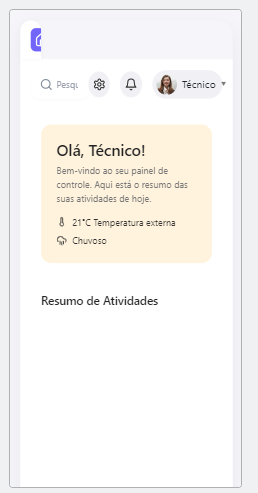 Pesqu
Técnico
Olá, Técnico!
Bem-vindo ao seu painel de
controle. Aqui está o resumo das
suas atividades de hoje.
21°C Temperatura externa
Chuvoso
Resumo de Atividades